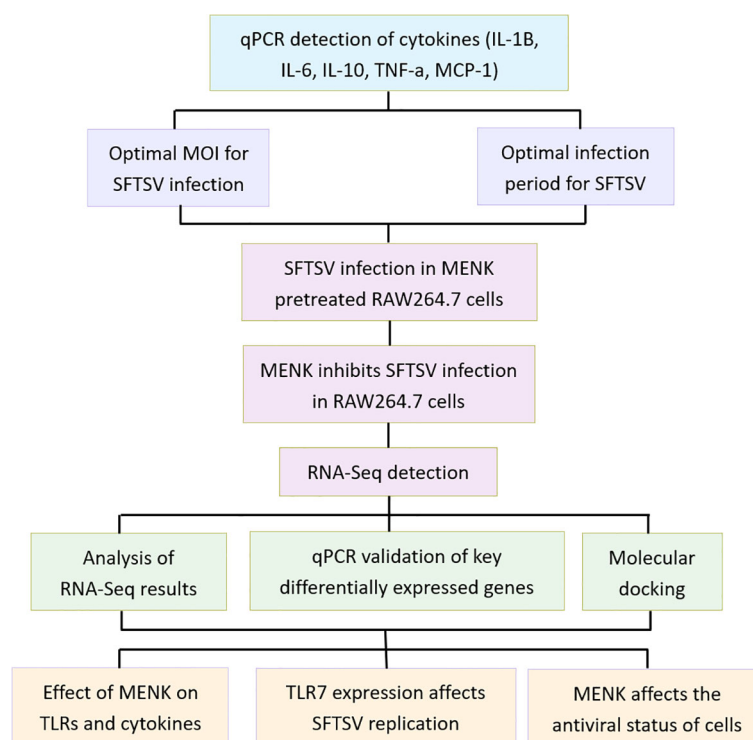 qPCR detection of cytokines (IL-1B,
IL-6, IL-10, TNF-a, MCP-1)
Optimal MOI for
SFTSV infection
Optimal infection
period for SFTSV
SFTSV infection in MENK
pretreated RAW264.7 cells
MENK inhibits SFTSV infection
in RAW264.7 cells
RNA-Seq detection
Analysis of
RNA-Seq results
qPCR validation of key
differentially expressed genes
Molecular
docking
Effect of MENK on
TLRs and cytokines
TLR7 expression affects
SFTSV replication
MENK affects the
antiviral status of cells